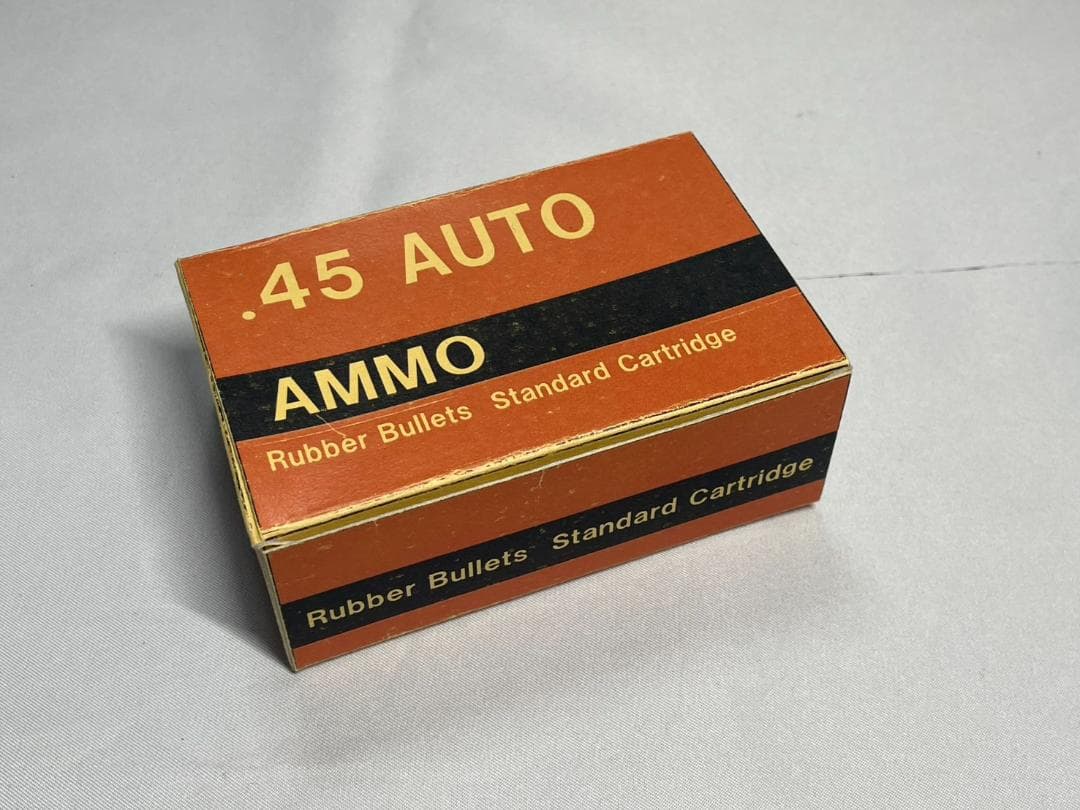 .45 AUTO
AMMO
Rubber Bullets Standard Cartridge
Rubber Bullets Standard Cartridge